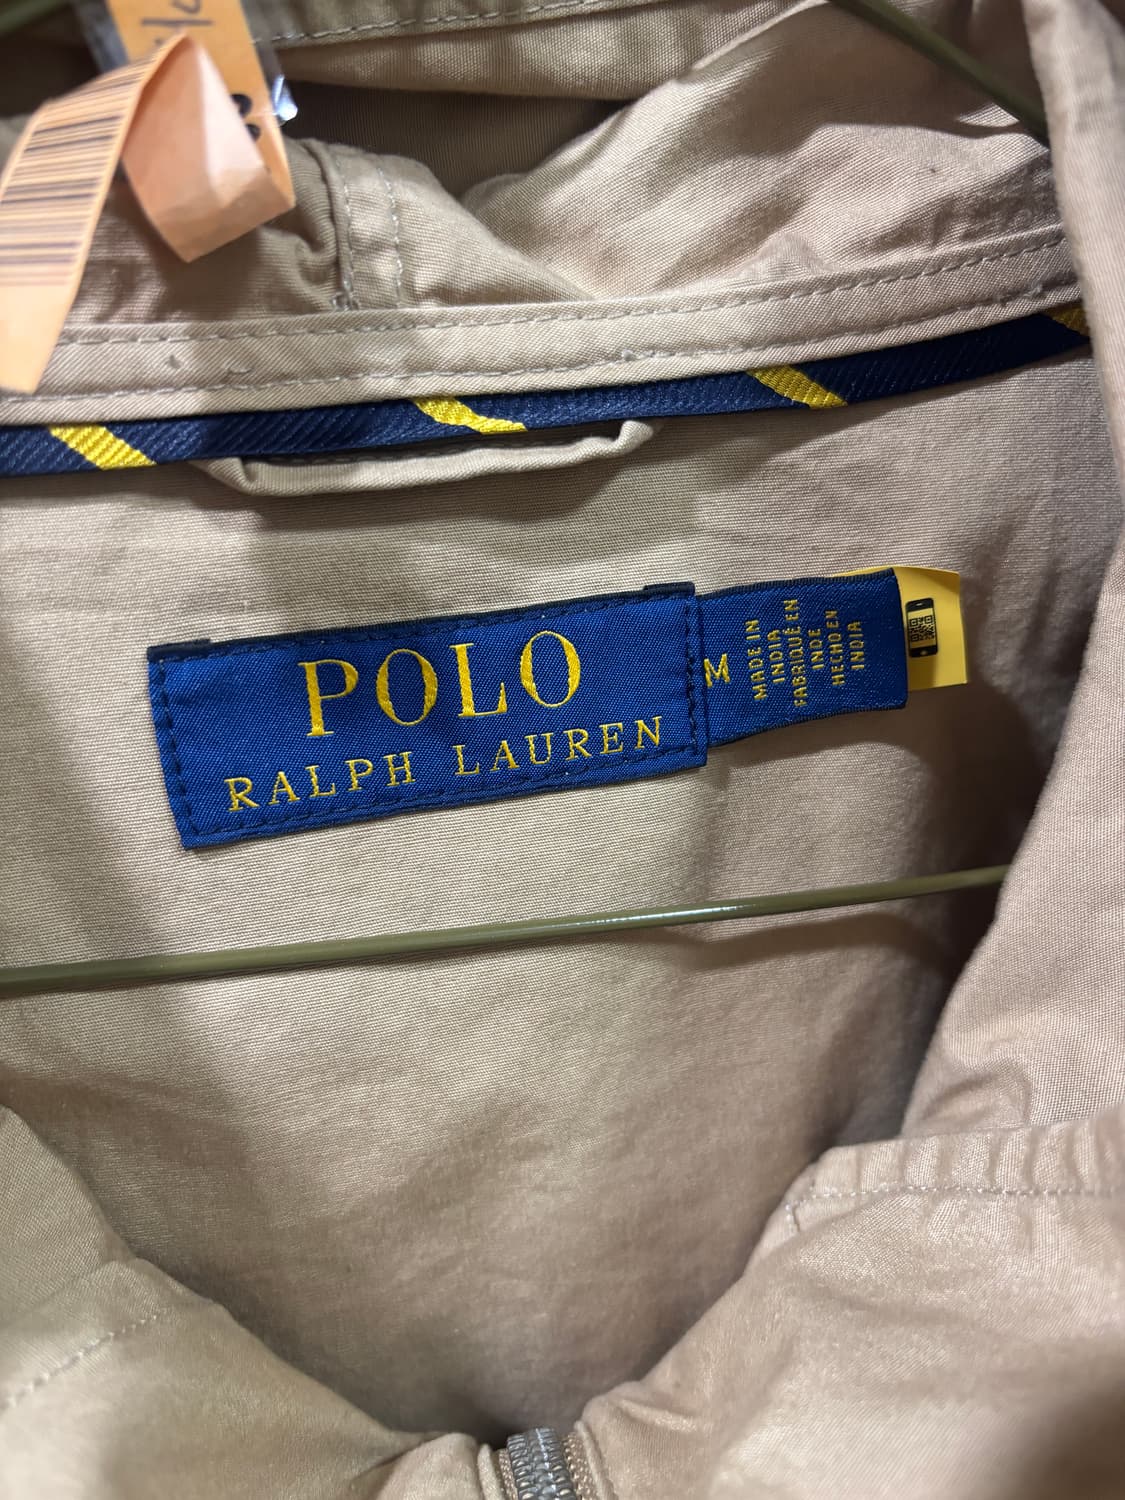 POLO
RALPH LAUREN
M
MADE IN
INDIA
FABRIQUÉ EN
INDE
HECHO EN
INDIA